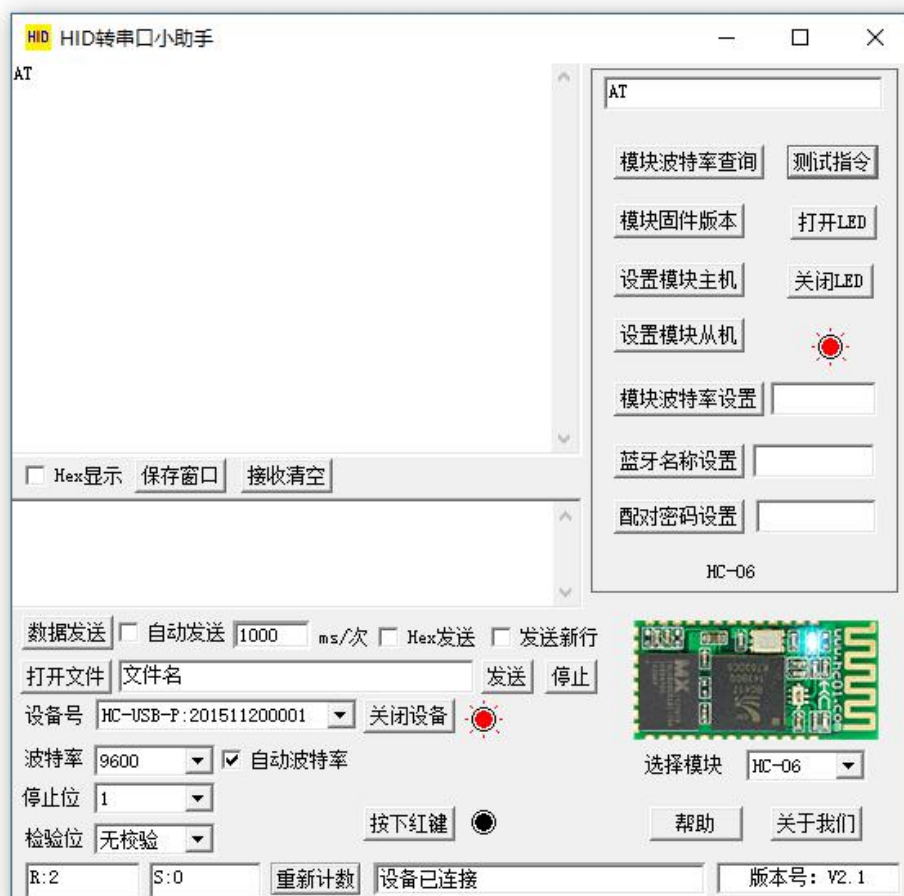 HID HID转串口小助手
AT
AT
模块波特率查询 测试指令
模块固件版本 打开LED
设置模块主机 关闭LED
设置模块从机
模块波特率设置
蓝牙名称设置
配对密码设置
HC-06
Hex显示 保存窗口 接收清空
数据发送 自动发送 1000 ms/次 Hex发送 发送新行
打开文件 文件名 发送 停止
设备号 HC-USB-P:201511200001 关闭设备
波特率 9600 自动波特率
选择模块 HC-06
停止位 1
检验位 无校验
按下红键 帮助 关于我们
R:2 S:0 重新计数 设备已连接 版本号: V2.1